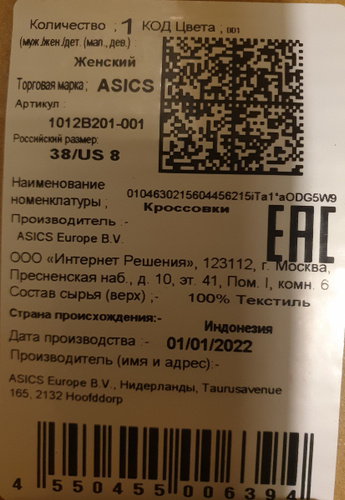 Количество ; 1 КОД Цвета ; 001
(муж./жен./дет. (мал., дев.)
Женский
Торговая марка ; ASICS
Артикул :
1012B201-001
Российский размер:
38/US 8
Наименование
номенклатуры ;
0104630215604456215iTa1*aODG5W9
Кроссовки
Производитель :-
ASICS Europe B.V.
EAC
ООО «Интернет Решения», 123112, г. Москва,
Пресненская наб., д. 10, эт. 41, Пом. I, комн. 6
Состав сырья (верх) ;- 100% Текстиль
Страна происхождения:-
Индонезия
Дата производства :- 01/01/2022
Производитель (имя и адрес):-
ASICS Europe B.V., Нидерланды, Taurusavenue
165, 2132 Hoofddorp
4 550455 006394